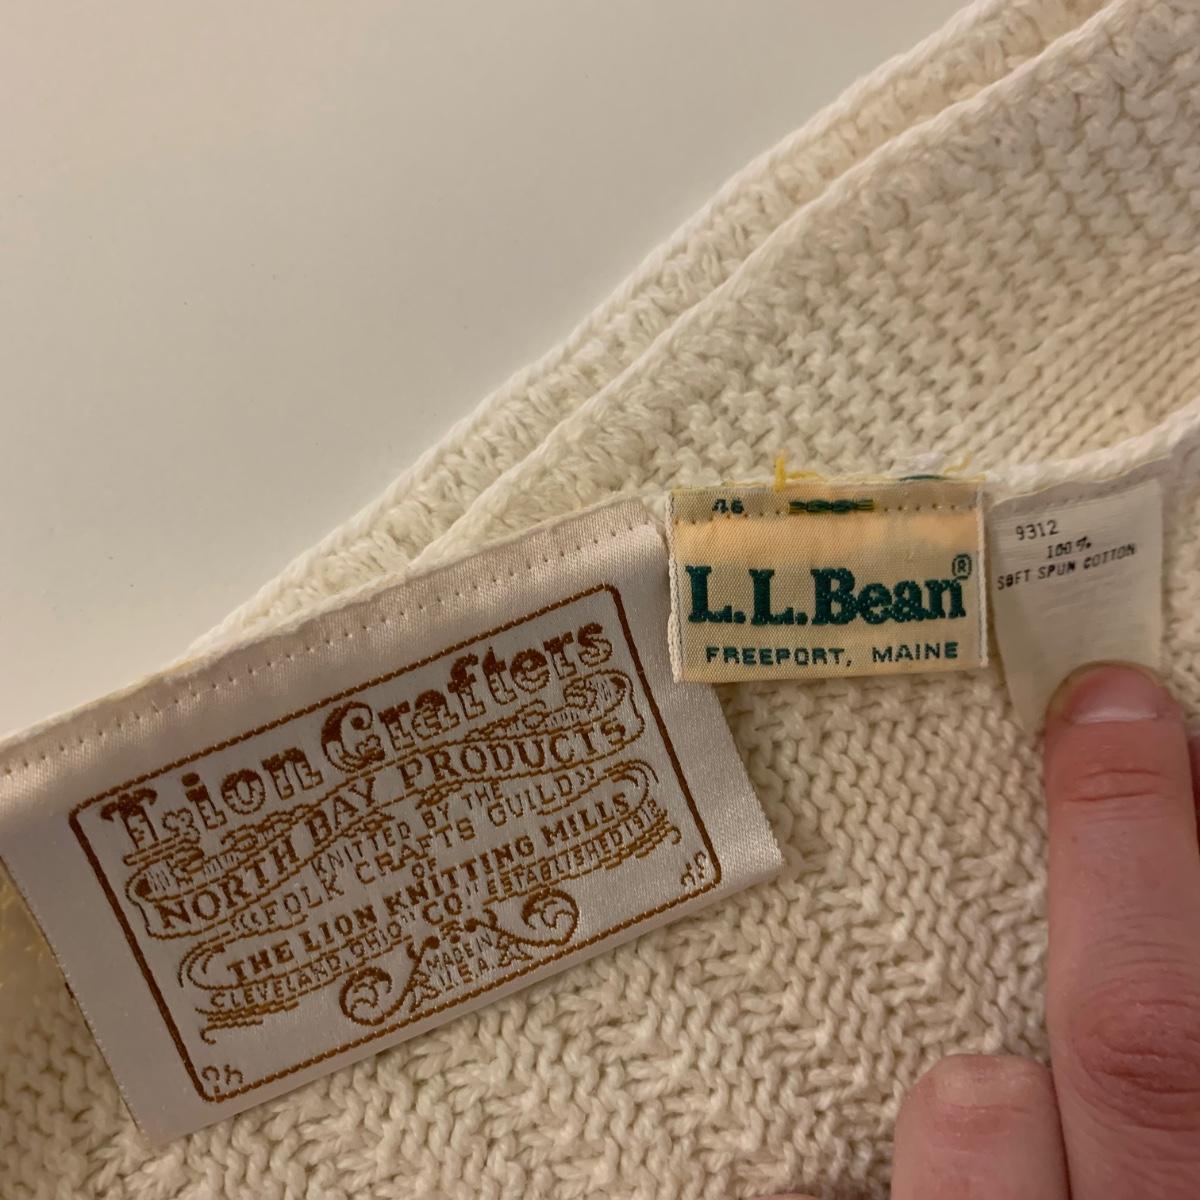 Lion Crafters
NORTH BAY PRODUCTS
KNITTED BY THE
"FOLK CRAFTS GUILD"
OF
THE LION KNITTING MILLS
CLEVELAND, OHIO CO. ESTABLISHED 1912
MADE IN
U.S.A.
46
L.L.Bean®
FREEPORT, MAINE
9312
100%
SOFT SPUN COTTON